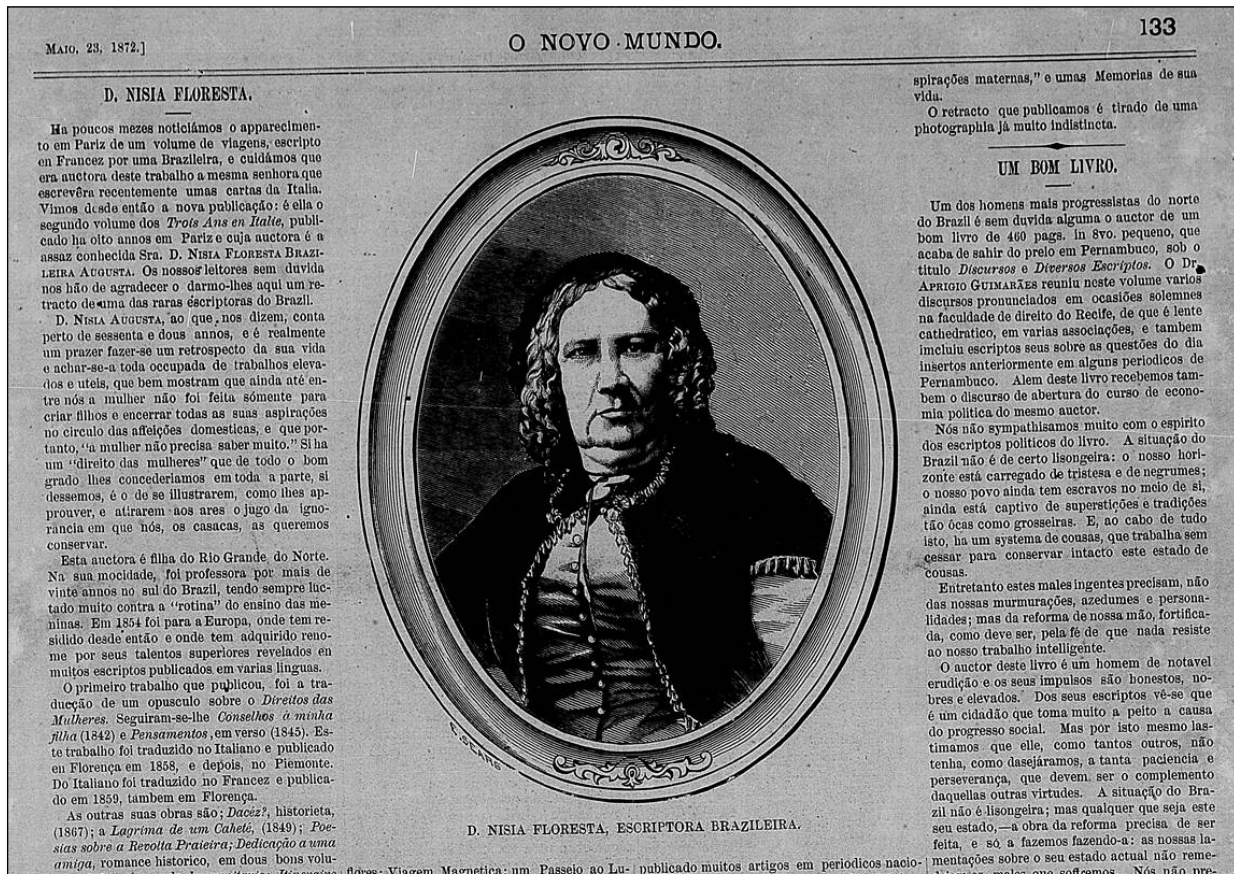 MAIO, 23, 1872.]
O NOVO MUNDO.
133
D. NISIA FLORESTA.
Ha poucos mezes noticiámos o apparecimen-
to em Pariz de um volume de viagens, escripto
en Francez por uma Brazileira, e cuidámos que
era auctora deste trabalho a mesma senhora que
escrevêra recentemente umas cartas da Italia.
Vimos desde então a nova publicação: é ella o
segundo volume dos Trois Ans en Italie, publi-
cado ha oito annos em Pariz e cuja auctora é a
assaz conhecida Sra. D. NISIA FLORESTA BRAZI-
LEIRA AUGUSTA. Os nossos leitores sem duvida
nos hão de agradecer o darmo-lhes aqui um re-
tracto de uma das raras escriptoras do Brazil.
D. NISIA AUGUSTA, ao que nos dizem, conta
perto de sessenta e dous annos, e é realmente
um prazer fazer-se um retrospecto da sua vida
e achar-se-a toda occupada de trabalhos eleva-
dos e uteis, que bem mostram que ainda até en-
tre nós a mulher não foi feita sómente para
criar filhos e encerrar todas as suas aspirações
no circulo das affeições domesticas, e que por-
tanto, "a mulher não precisa saber muito." Si ha
um "direito das mulheres" que de todo o bom
grado lhes concederiamos em toda a parte, si
dessemos, é o de se illustrarem, como lhes ap-
prouver, e atirarem aos ares o jugo da igno-
rância em que nós, os casacas, as queremos
conservar.
Esta auctora é filha do Rio Grande do Norte.
Na sua mocidade, foi professora por mais de
vinte annos no sul do Brazil, tendo sempre luc-
tado muito contra a "rotina" do ensino das me-
ninas. Em 1854 foi para a Europa, onde tem re-
sidido desde então e onde tem adquirido reno-
me por seus talentos superiores revelados en
muitos escriptos publicados em varias linguas.
O primeiro trabalho que publicou, foi a tra-
ducção de um opusculo sobre o Direitos das
Mulheres. Seguiram-se-lhe Conselhos á minha
filha (1842) e Pensamentos, em verso (1845). Es-
te trabalho foi traduzido no Italiano e publicado
en Florença em 1858, e depois, no Piemonte.
Do Italiano foi traduzido no Francez e publica-
do em 1859, tambem em Florença.
As outras suas obras são; Dacéz?, historieta,
(1867); a Lagrima de um Caheté, (1849); Poe-
sias sobre a Revolta Praieira; Dedicação a uma
amiga, romance historico, em dous bons volu-
E. SEARS
D. NISIA FLORESTA, ESCRIPTORA BRAZILEIRA.
flores; Viagem Magnetica; um Passeio ao Lu-
publicado muitos artigos em periodicos nacio-
spirações maternas," e umas Memorias de sua
vida.
O retracto que publicamos é tirado de uma
photographia já muito indistincta.
UM BOM LIVRO.
Um dos homens mais progressistas do norte
do Brazil é sem duvida alguma o auctor de um
bom livro de 460 pags. in 8vo. pequeno, que
acaba de sahir do prelo em Pernambuco, sob o
titulo Discursos e Diversos Escriptos. O Dr.
APRIGIO GUIMARÃES reuniu neste volume varios
discursos pronunciados em ocasiões solemnes
na faculdade de direito do Recife, de que é lente
cathedratico, em varias associações, e tambem
imcluiu escriptos seus sobre as questões do dia
insertos anteriormente em alguns periodicos de
Pernambuco. Alem deste livro recebemos tam-
bem o discurso de abertura do curso de econo-
mia politica do mesmo auctor.
Nós não sympathisamos muito com o espirito
dos escriptos politicos do livro. A situação do
Brazil não é de certo lisongeira: o nosso hori-
zonte está carregado de tristesa e de negrumes;
o nosso povo ainda tem escravos no meio de si,
ainda está captivo de superstições e tradições
tão ôcas como grosseiras. E, ao cabo de tudo
isto, ha um systema de cousas, que trabalha sem
cessar para conservar intacto este estado de
cousas.
Entretanto estes males ingentes precisam, não
das nossas murmurações, azedumes e persona-
lidades; mas da reforma de nossa mão, fortifica-
da, como deve ser, pela fé de que nada resiste
ao nosso trabalho intelligente.
O auctor deste livro é um homem de notavel
erudição e os seus impulsos são honestos, no-
bres e elevados. Dos seus escriptos vê-se que
é um cidadão que toma muito a peito a causa
do progresso social. Mas por isto mesmo las-
timamos que elle, como tantos outros, não
tenha, como dasejáramos, a tanta paciencia e
perseverança, que devem ser o complemento
daquellas outras virtudes. A situação do Bra-
zil não é lisongeira; mas qualquer que seja este
seu estado,—a obra da reforma precisa de ser
feita, e só a fazemos fazendo-a: as nossas la-
mentações sobre o seu estado actual não reme-